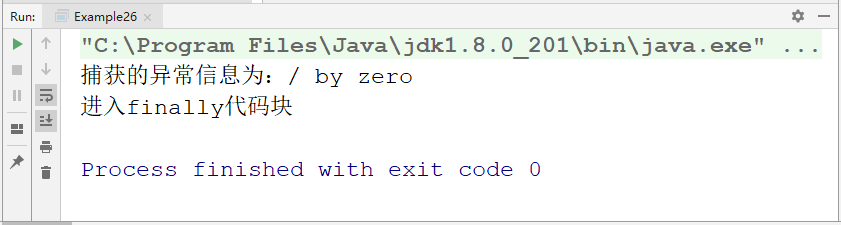 Run: Example26
"C:\Program Files\Java\jdk1.8.0_201\bin\java.exe" ...
捕获的异常信息为：/ by zero
进入finally代码块
Process finished with exit code 0